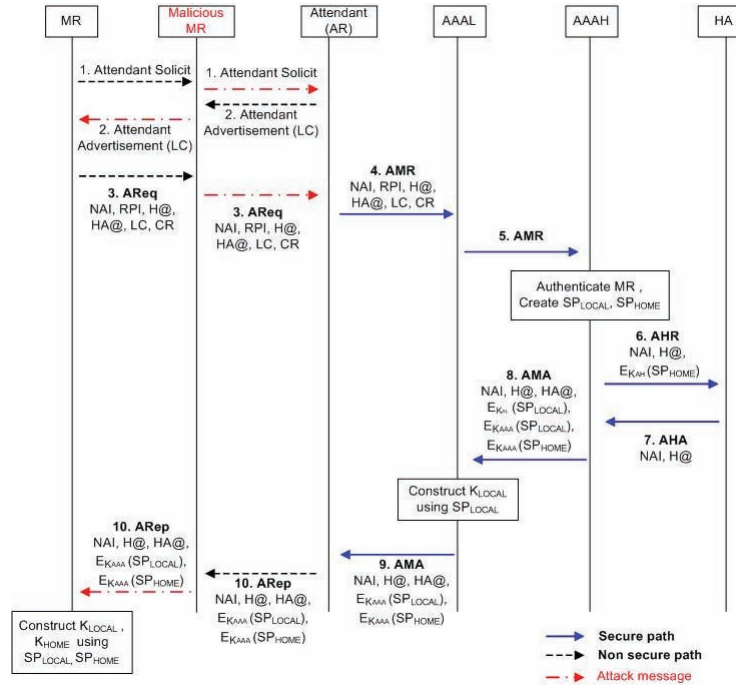 MR
Malicious
MR
Attendant
(AR)
AAAL
AAAH
HA
1. Attendant Solicit
1. Attendant Solicit
2. Attendant
Advertisement (LC)
2. Attendant
Advertisement (LC)
3. AReq
NAI, RPI, H@,
HA@, LC, CR
3. AReq
NAI, RPI, H@,
HA@, LC, CR
4. AMR
NAI, RPI, H@,
HA@, LC, CR
5. AMR
Authenticate MR ,
Create SPLOCAL, SPHOME
6. AHR
NAI, H@,
EKAH (SPHOME)
7. AHA
NAI, H@
8. AMA
NAI, H@, HA@,
(SPLOCAL),
EKAAA (SPLOCAL),
EKAAA (SPHOME)
Construct KLOCAL
using SPLOCAL
9. AMA
NAI, H@, HA@,
EKAAA (SPLOCAL),
EKAAA (SPHOME)
10. ARep
NAI, H@, HA@,
EKAAA (SPLOCAL),
EKAAA (SPHOME)
10. ARep
NAI, H@, HA@,
EKAAA (SPLOCAL),
EKAAA (SPHOME)
Construct KLOCAL ,
KHOME using
SPLOCAL, SPHOME
Secure path
Non secure path
Attack message